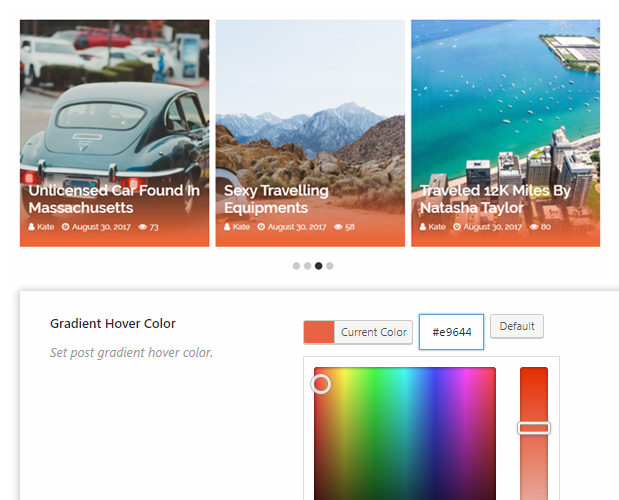 Unlicensed Car Found In
Massachusetts
Kate August 30, 2017 73
Sexy Travelling
Equipments
Kate August 30, 2017 58
Traveled 12K Miles By
Natasha Taylor
Kate August 30, 2017 80
Gradient Hover Color
Current Color
#e9644
Default
Set post gradient hover color.